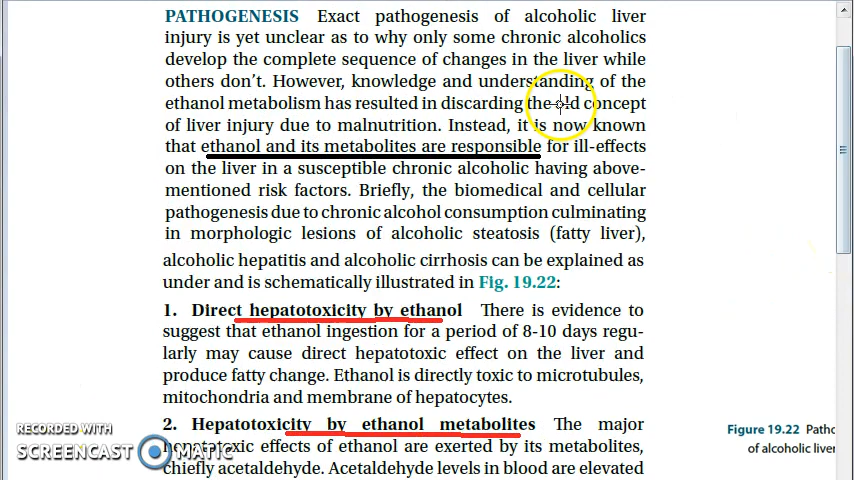 PATHOGENESIS Exact pathogenesis of alcoholic liver
injury is yet unclear as to why only some chronic alcoholics
develop the complete sequence of changes in the liver while
others don't. However, knowledge and understanding of the
ethanol metabolism has resulted in discarding the old concept
of liver injury due to malnutrition. Instead, it is now known
that ethanol and its metabolites are responsible for ill-effects
on the liver in a susceptible chronic alcoholic having above-
mentioned risk factors. Briefly, the biomedical and cellular
pathogenesis due to chronic alcohol consumption culminating
in morphologic lesions of alcoholic steatosis (fatty liver),
alcoholic hepatitis and alcoholic cirrhosis can be explained as
under and is schematically illustrated in Fig. 19.22:
1. Direct hepatotoxicity by ethanol There is evidence to
suggest that ethanol ingestion for a period of 8-10 days regu-
larly may cause direct hepatotoxic effect on the liver and
produce fatty change. Ethanol is directly toxic to microtubules,
mitochondria and membrane of hepatocytes.
2. Hepatotoxicity by ethanol metabolites The major
hepatotoxic effects of ethanol are exerted by its metabolites,
chiefly acetaldehyde. Acetaldehyde levels in blood are elevated
Figure 19.22 Patho
of alcoholic liver
RECORDED WITH
SCREENCAST MATIC